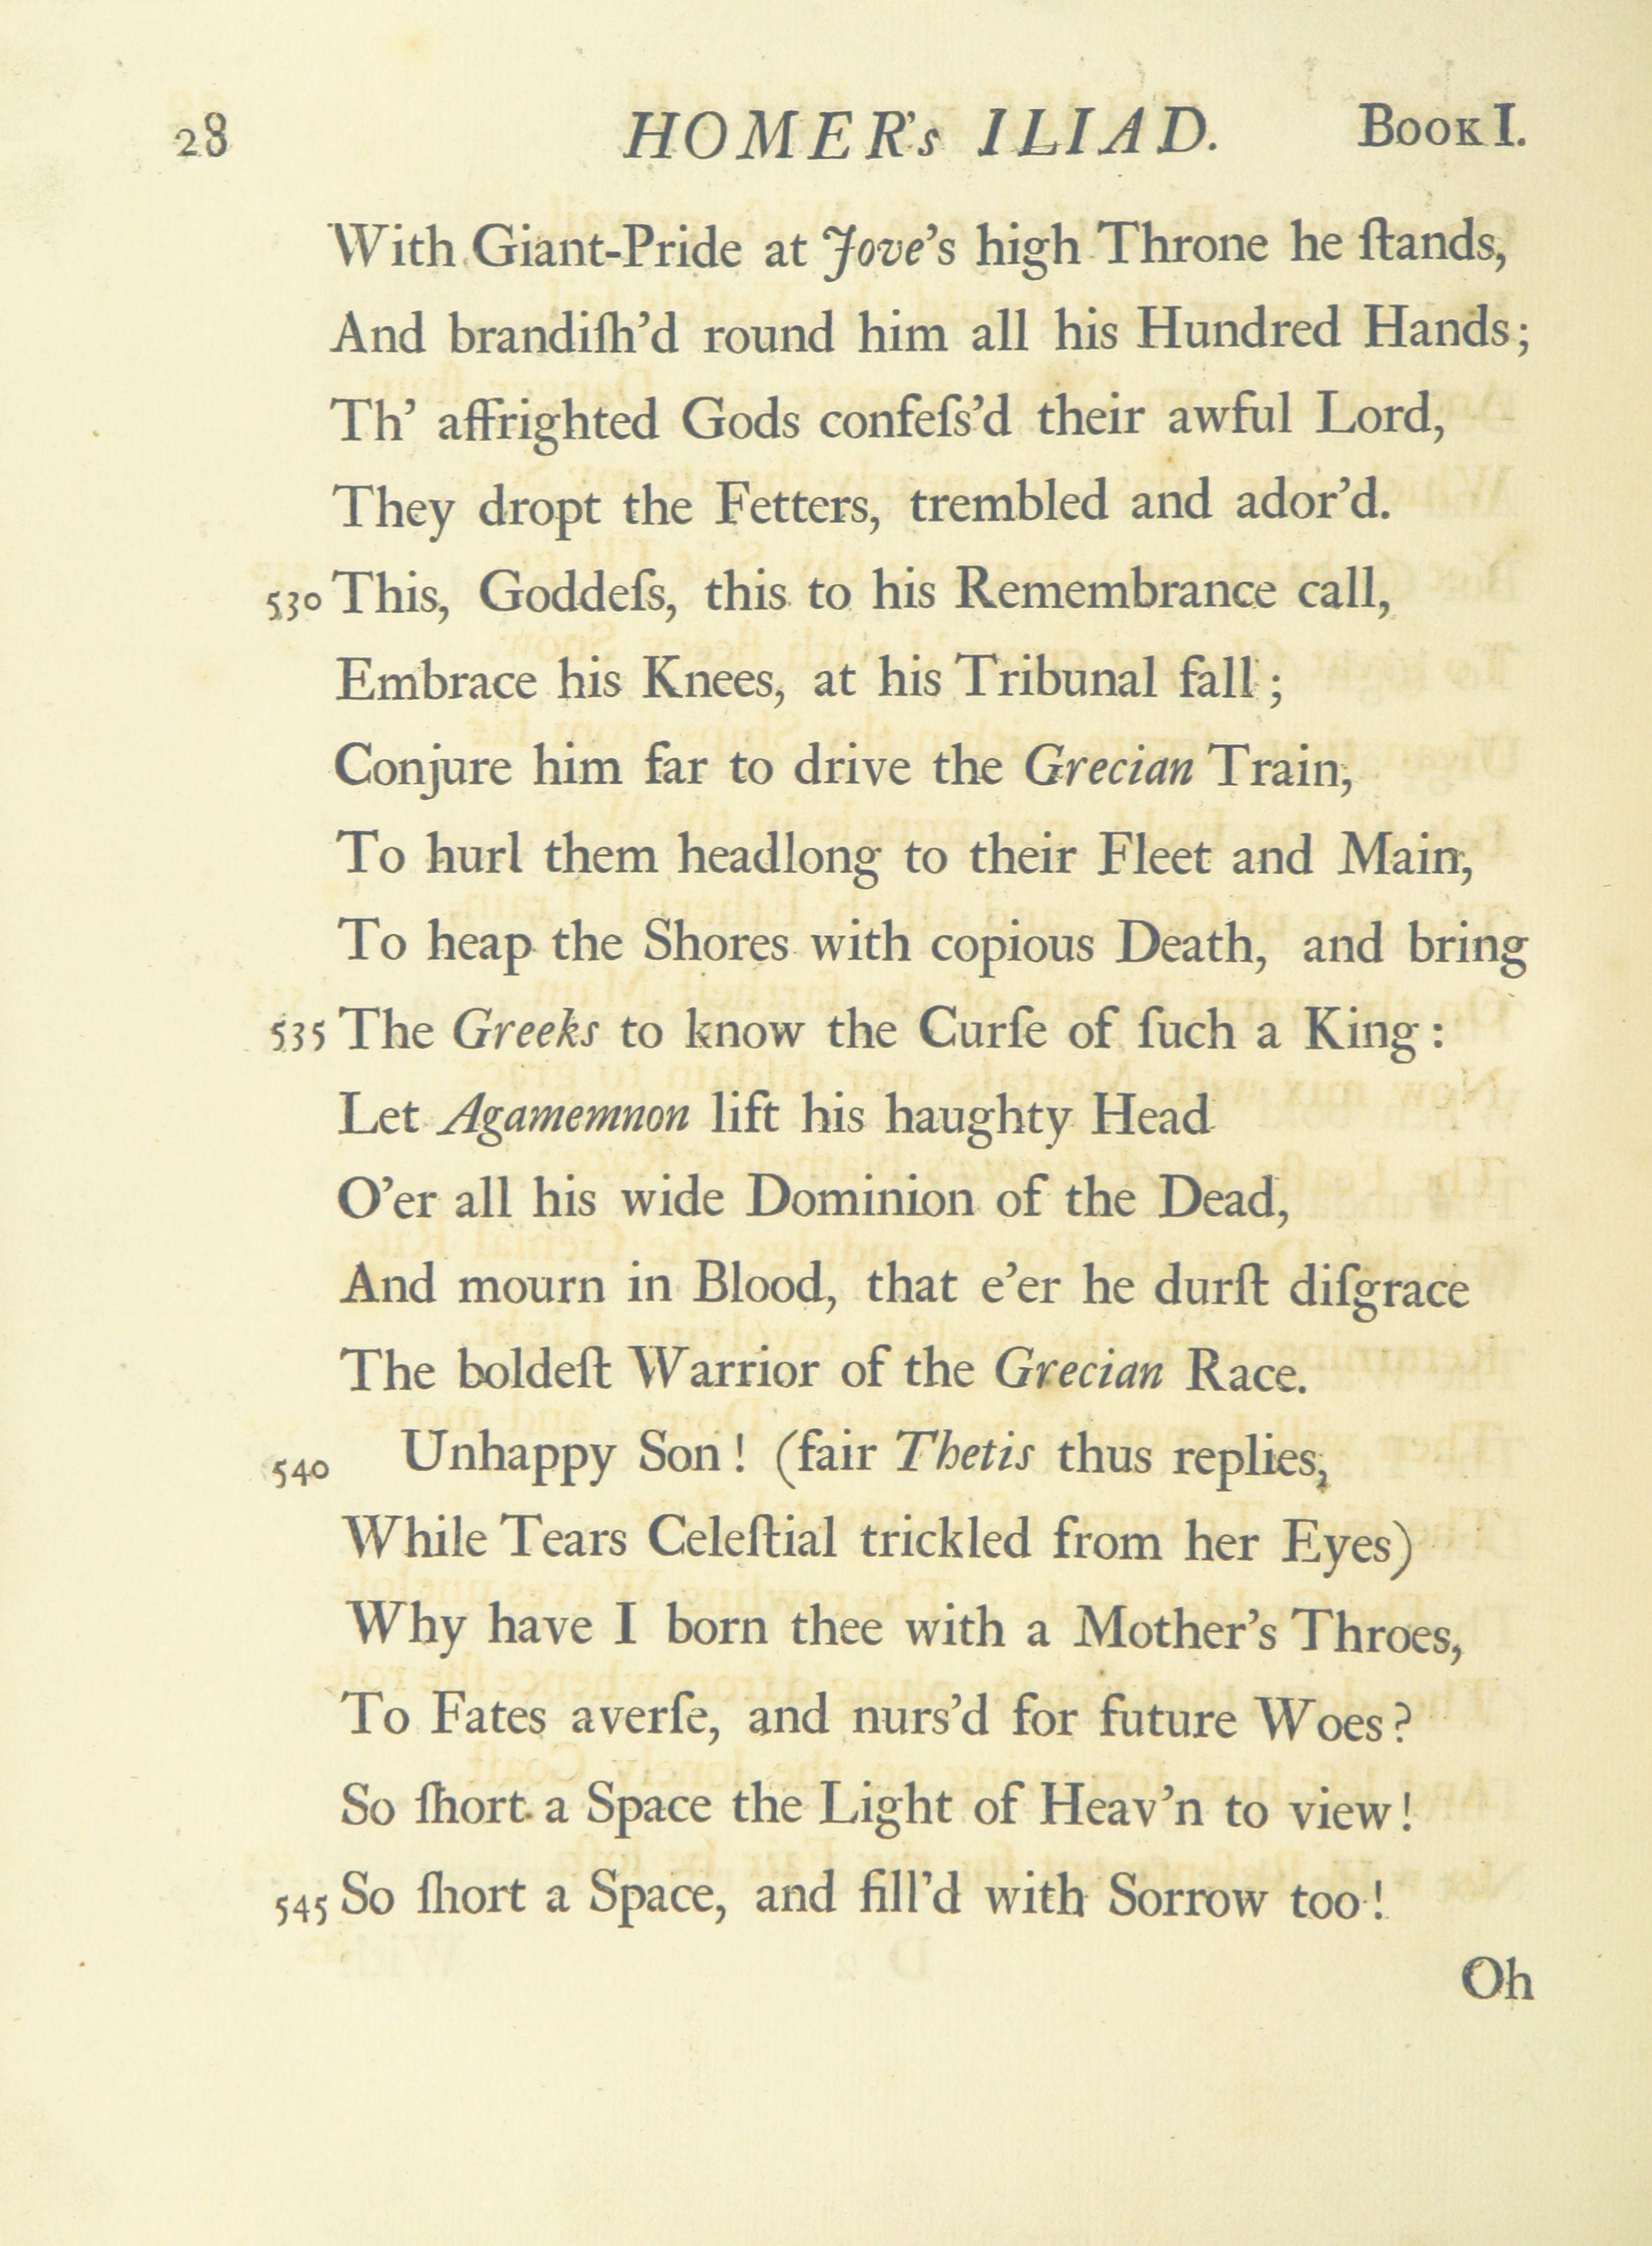 28 HOMER's ILIAD. BOOK I.
With Giant-Pride at Jove's high Throne he ſtands,
And brandiſh'd round him all his Hundred Hands;
Th' affrighted Gods confeſs'd their awful Lord,
They dropt the Fetters, trembled and ador'd.
530 This, Goddeſs, this to his Remembrance call,
Embrace his Knees, at his Tribunal fall;
Conjure him far to drive the Grecian Train,
To hurl them headlong to their Fleet and Main,
To heap the Shores with copious Death, and bring
535 The Greeks to know the Curſe of ſuch a King:
Let Agamemnon lift his haughty Head
O'er all his wide Dominion of the Dead,
And mourn in Blood, that e'er he durſt diſgrace
The boldeſt Warrior of the Grecian Race.
540 Unhappy Son! (fair Thetis thus replies,
While Tears Celeſtial trickled from her Eyes)
Why have I born thee with a Mother's Throes,
To Fates averſe, and nurs'd for future Woes?
So ſhort a Space the Light of Heav'n to view!
545 So ſhort a Space, and fill'd with Sorrow too!
Oh